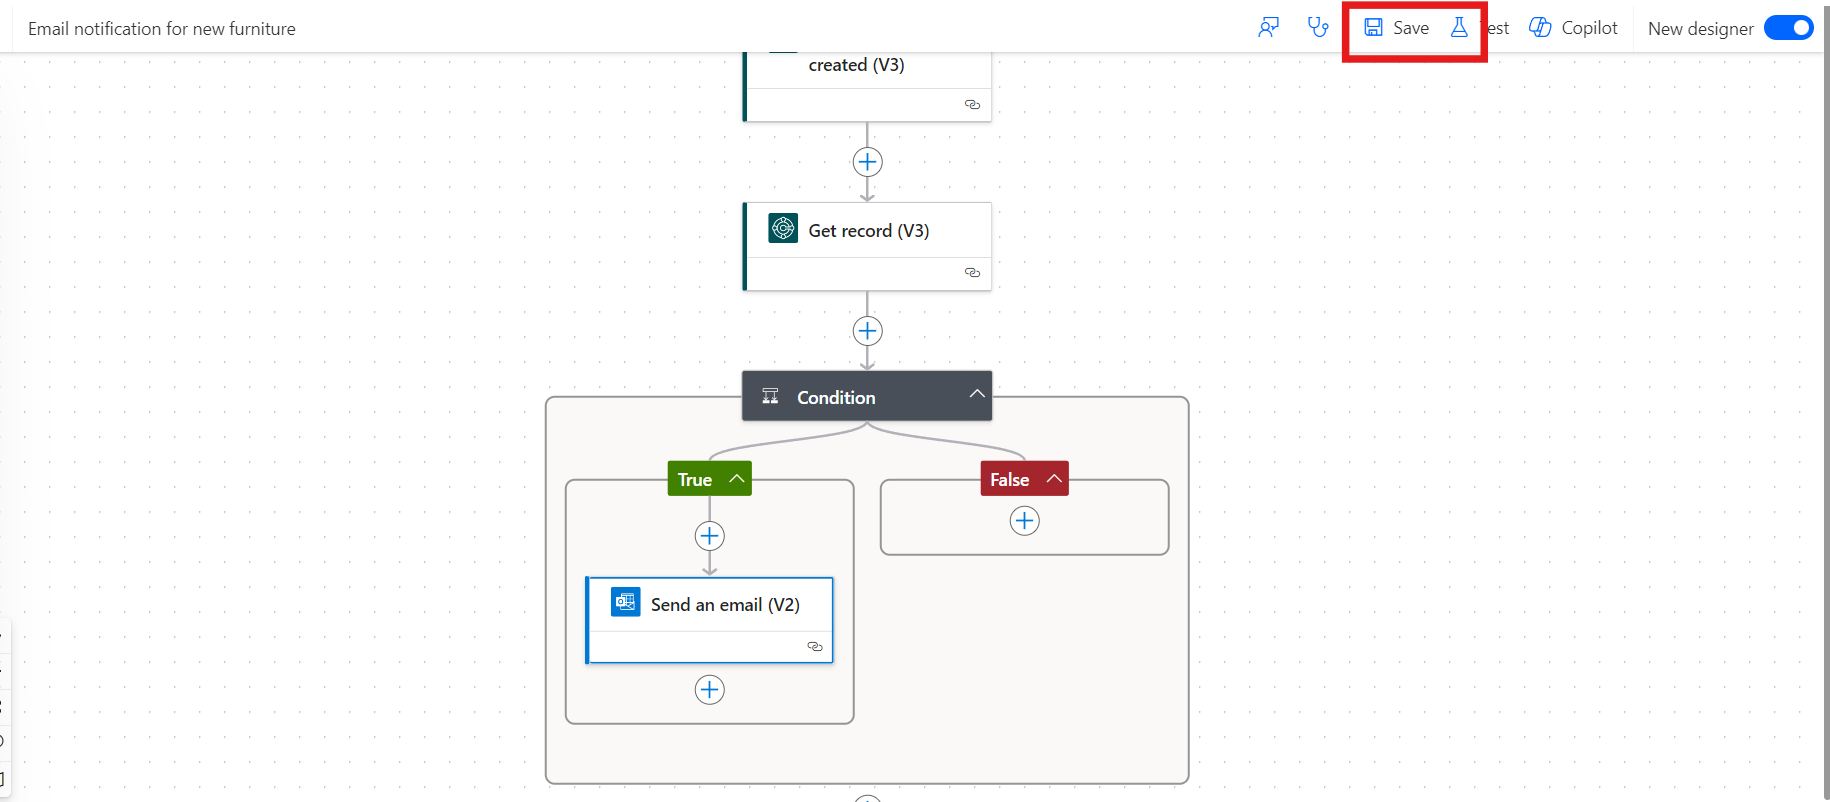 Email notification for new furniture
Save
est
Copilot
New designer
created (V3)
Get record (V3)
Condition
True
False
Send an email (V2)